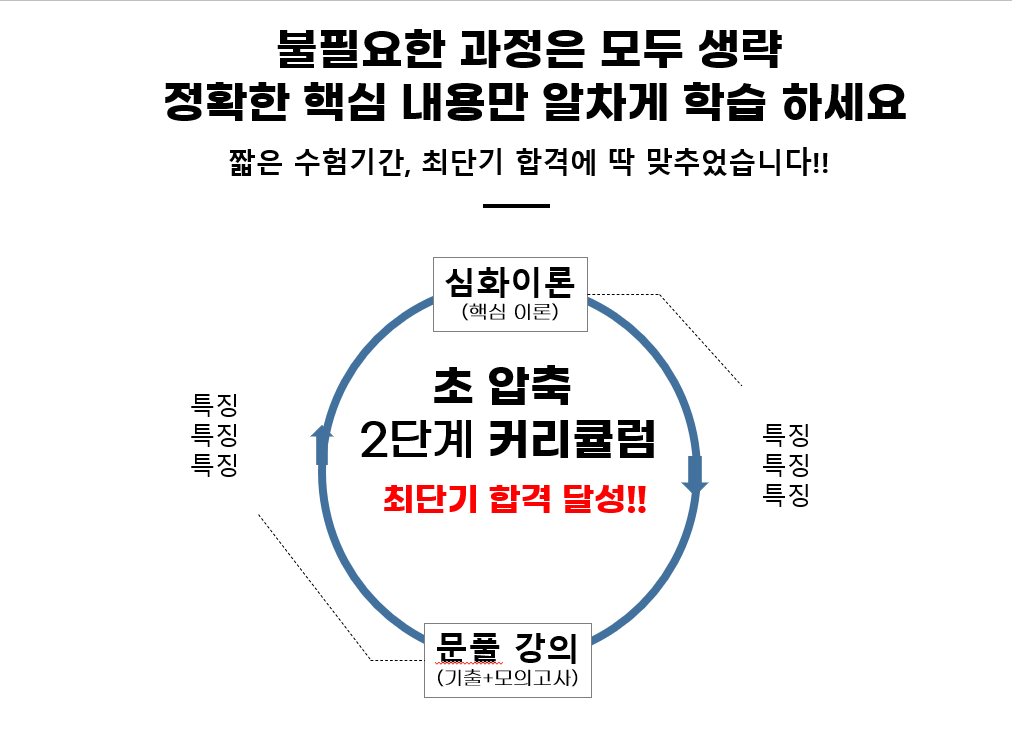 불필요한 과정은 모두 생략
정확한 핵심 내용만 알차게 학습 하세요
짧은 수험기간, 최단기 합격에 딱 맞추었습니다!!
심화이론
(핵심 이론)
초 압축
2단계 커리큘럼
최단기 합격 달성!!
특징
특징
특징
특징
특징
특징
문풀 강의
(기출+모의고사)